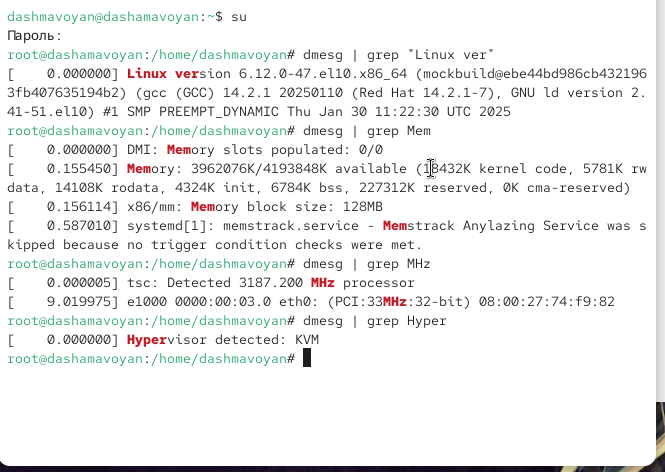 dashmavoyan@dashamavoyan:~$ su
Пароль:
root@dashamavoyan:/home/dashmavoyan# dmesg | grep "Linux ver"
[    0.000000] Linux version 6.12.0-47.el10.x86_64 (mockbuild@ebe44bd986cb432196
3fb407635194b2) (gcc (GCC) 14.2.1 20250110 (Red Hat 14.2.1-7), GNU ld version 2.
41-51.el10) #1 SMP PREEMPT_DYNAMIC Thu Jan 30 11:22:30 UTC 2025
root@dashamavoyan:/home/dashmavoyan# dmesg | grep Mem
[    0.000000] DMI: Memory slots populated: 0/0
[    0.155450] Memory: 3962076K/4193848K available (18432K kernel code, 5781K rw
data, 14108K rodata, 4324K init, 6784K bss, 227312K reserved, 0K cma-reserved)
[    0.156114] x86/mm: Memory block size: 128MB
[    0.587010] systemd[1]: memstrack.service - Memstrack Anylazing Service was s
kipped because no trigger condition checks were met.
root@dashamavoyan:/home/dashmavoyan# dmesg | grep MHz
[    0.000005] tsc: Detected 3187.200 MHz processor
[    9.019975] e1000 0000:00:03.0 eth0: (PCI:33MHz:32-bit) 08:00:27:74:f9:82
root@dashamavoyan:/home/dashmavoyan# dmesg | grep Hyper
[    0.000000] Hypervisor detected: KVM
root@dashamavoyan:/home/dashmavoyan#